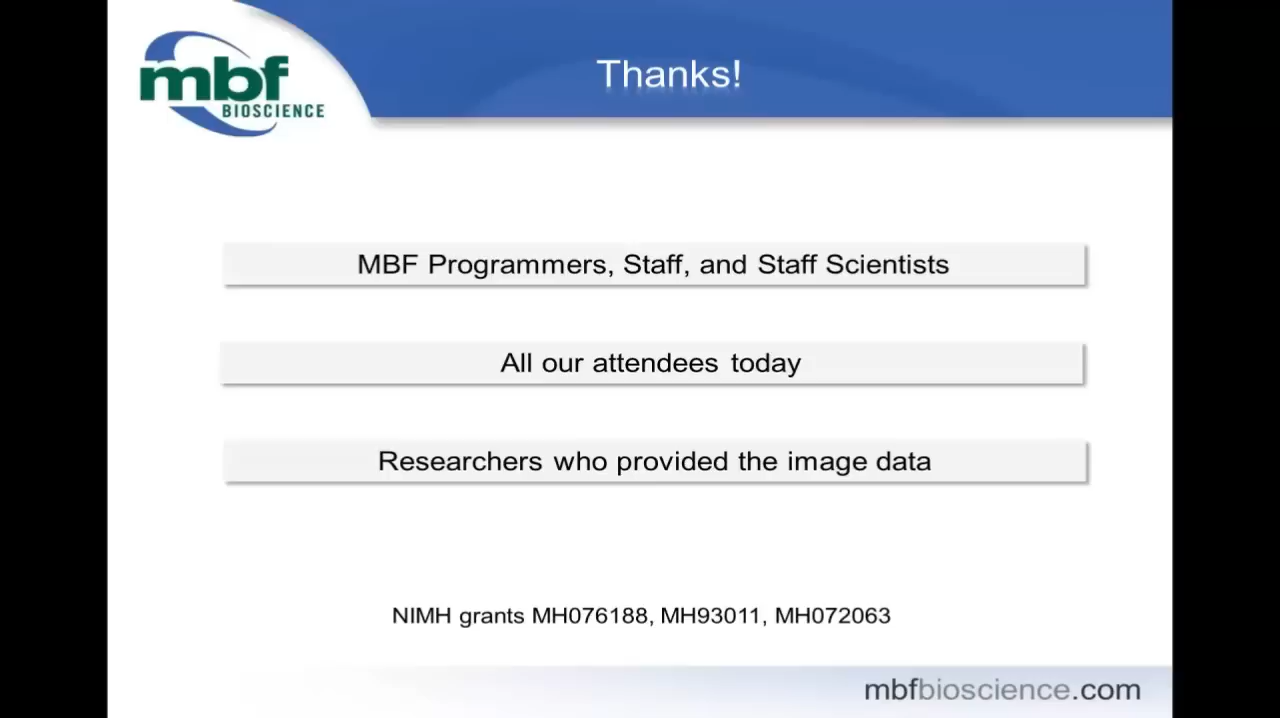 mbf
BIOSCIENCE
Thanks!
MBF Programmers, Staff, and Staff Scientists
All our attendees today
Researchers who provided the image data
NIMH grants MH076188, MH93011, MH072063
mbfbioscience.com